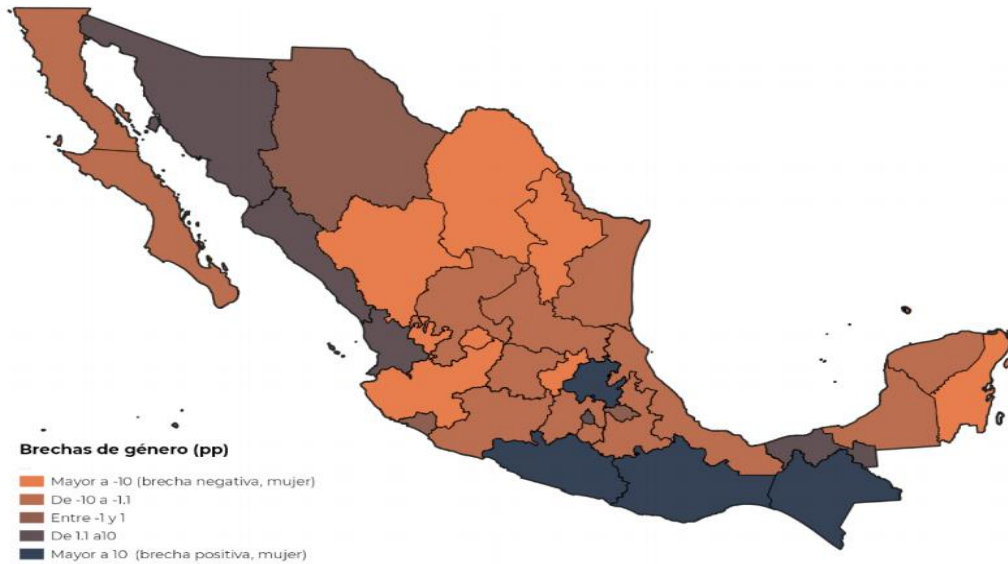 Brechas de género (pp)
Mayor a -10 (brecha negativa, mujer)
De -10 a -1.1
Entre -1 y 1
De 1.1 a10
Mayor a 10 (brecha positiva, mujer)